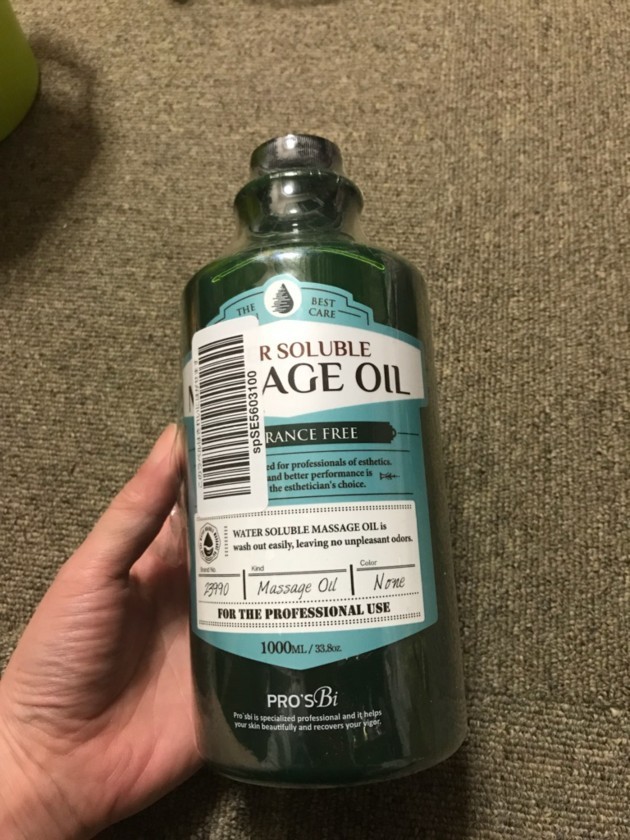 THE BEST
CARE
R SOLUBLE
AGE OIL
RANCE FREE
ed for professionals of esthetics.
and better performance is
the esthetician's choice.
spSE5603100
WATER SOLUBLE MASSAGE OIL is
wash out easily, leaving no unpleasant odors.
Kind
Color
23990 Massage Oil None
FOR THE PROFESSIONAL USE
1000ML / 33.8oz.
PRO'S Bi
Pro'sbi is specialized professional and it helps
your skin beautifully and recovers your vigor.